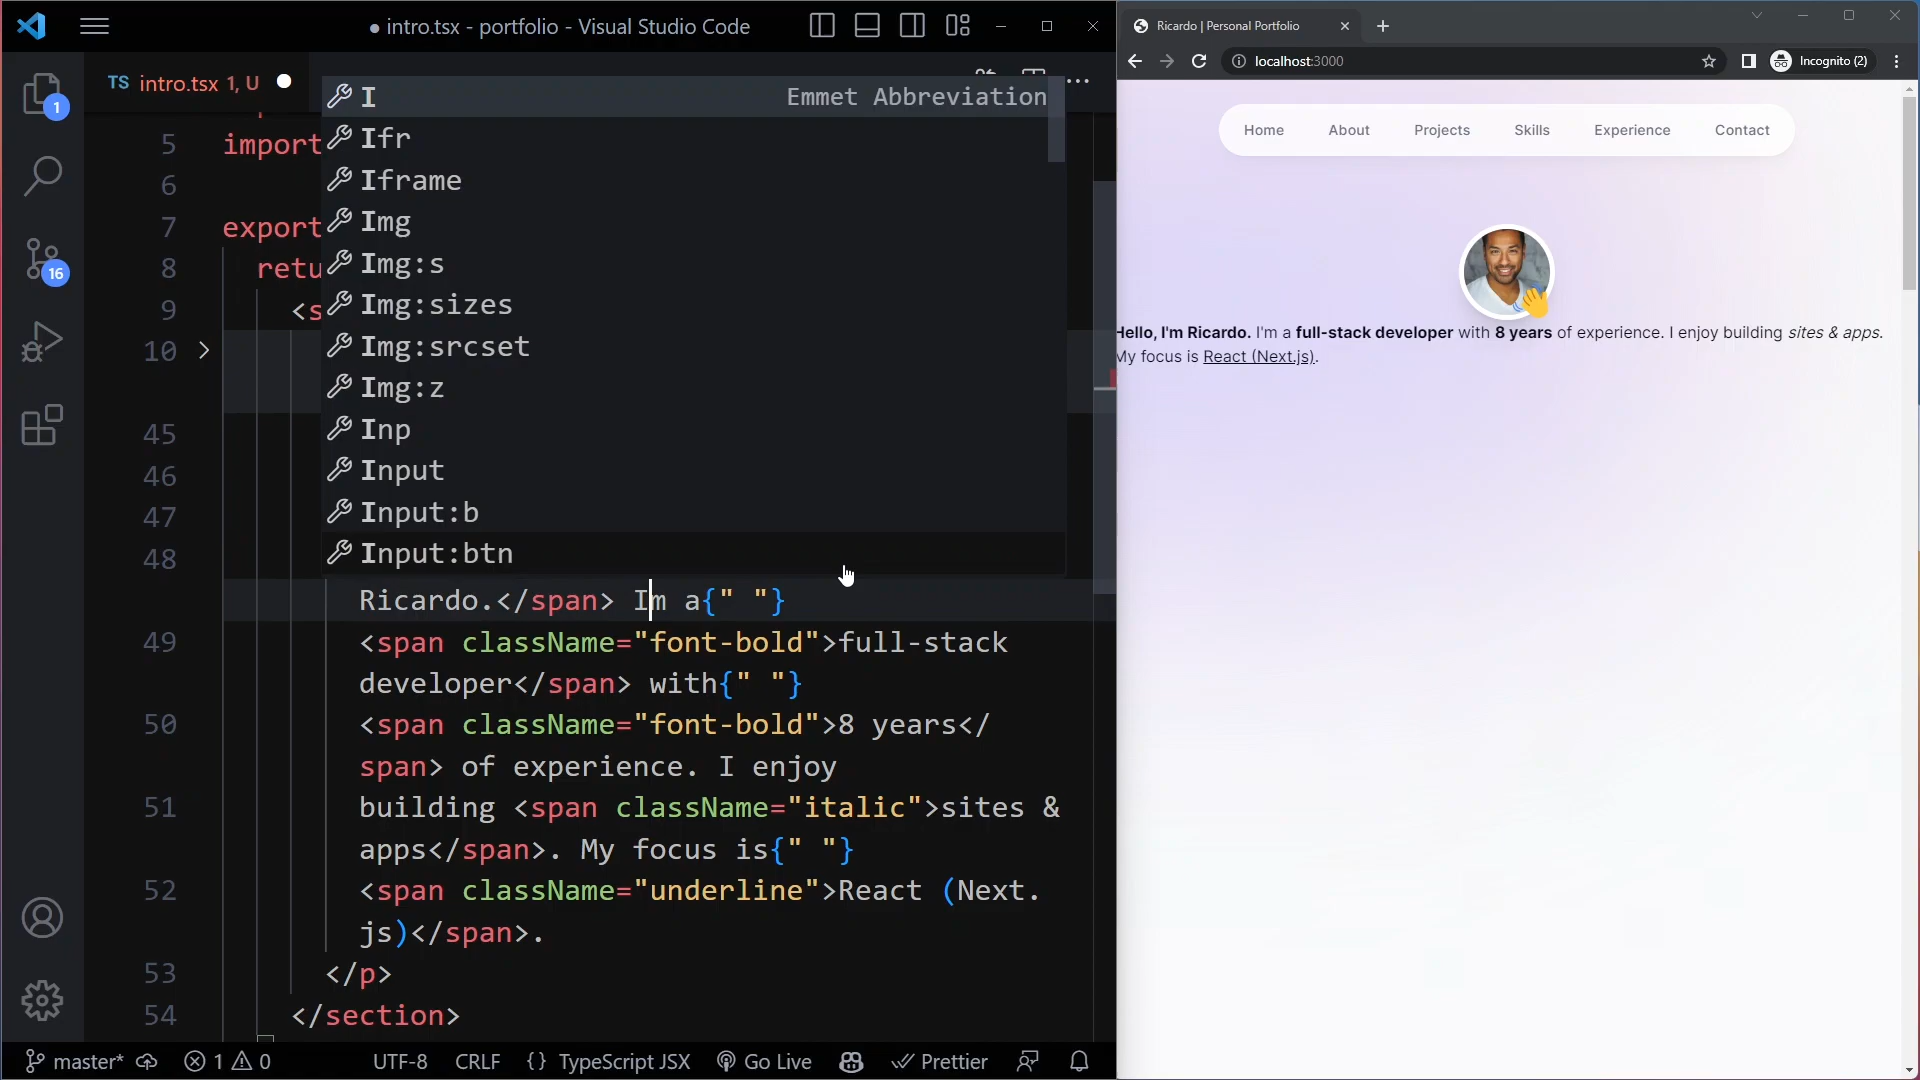 intro.tsx - portfolio - Visual Studio Code
TS intro.tsx 1, U
1
16
I Emmet Abbreviation
Ifr
Iframe
Img
Img:s
Img:sizes
Img:srcset
Img:z
Inp
Input
Input:b
Input:btn
5 import
6
7 export
8 retu
9 <s
10
45
46
47
48
Ricardo.</span> Im a{" "}
49 <span className="font-bold">full-stack
developer</span> with{" "}
50 <span className="font-bold">8 years</
span> of experience. I enjoy
51 building <span className="italic">sites &
apps</span>. My focus is{" "}
52 <span className="underline">React (Next.
js)</span>.
53 </p>
54 </section>
master* 1 0 UTF-8 CRLF {} TypeScript JSX Go Live Prettier
Ricardo | Personal Portfolio
localhost:3000
Incognito (2)
Home About Projects Skills Experience Contact
Hello, I'm Ricardo. I'm a full-stack developer with 8 years of experience. I enjoy building sites & apps.
My focus is React (Next.js).